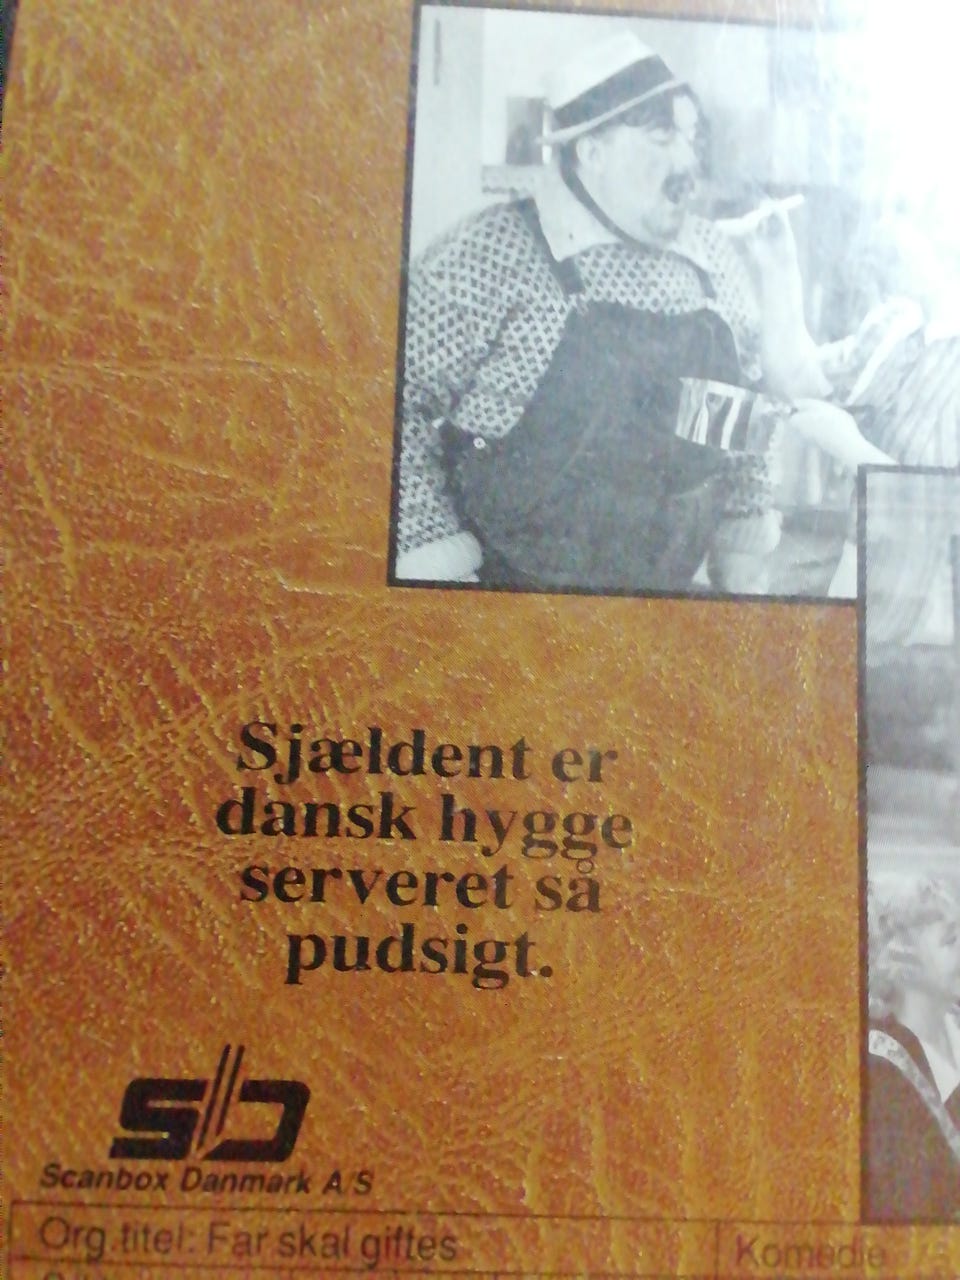 Sjældent er
dansk hygge
serveret så
pudsigt.
Scanbox Danmark A/S
Org. titel: Far skal giftes
Komedie